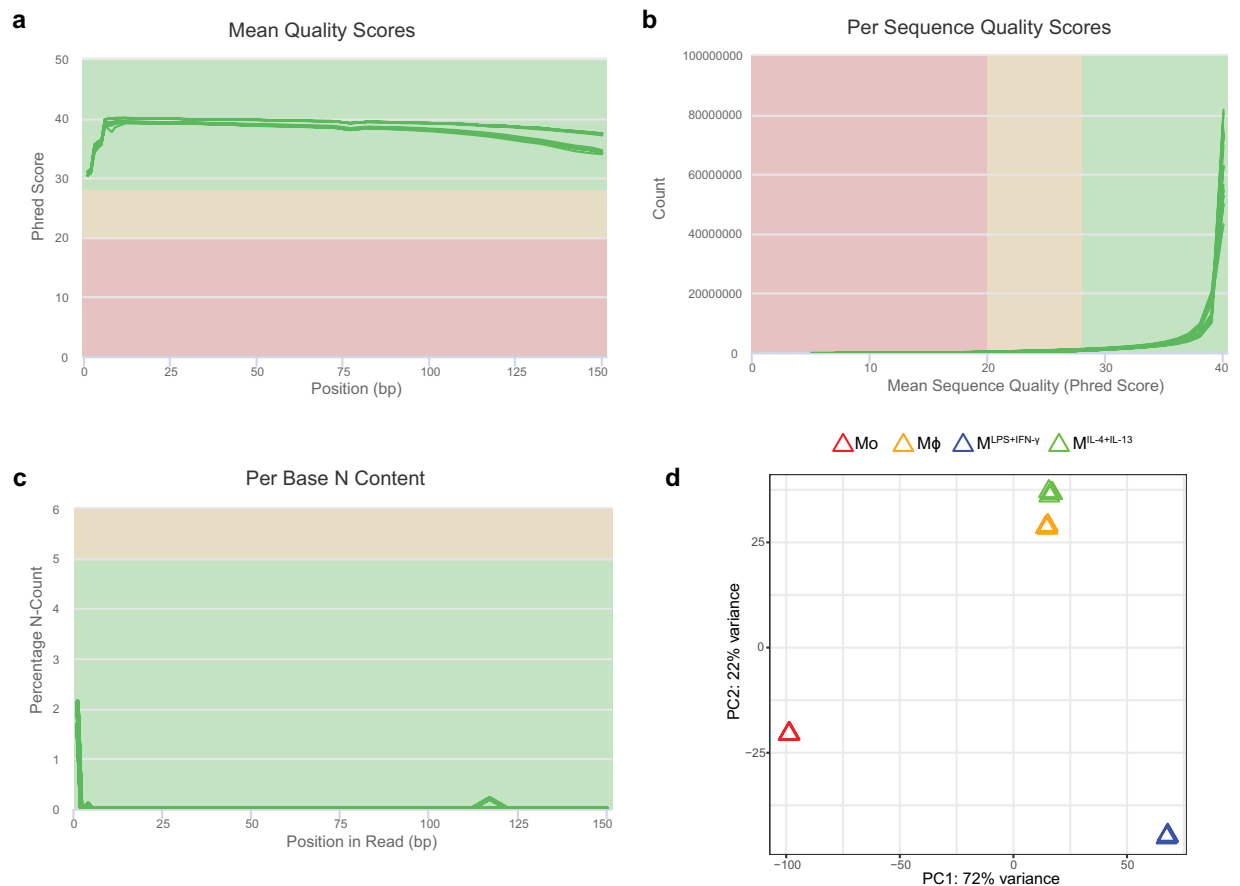 a
Mean Quality Scores
50
40
30
20
10
0
Phred Score
0 25 50 75 100 125 150
Position (bp)
b
Per Sequence Quality Scores
100000000
80000000
60000000
40000000
20000000
0
Count
0 10 20 30 40
Mean Sequence Quality (Phred Score)
c
Per Base N Content
6
5
4
3
2
1
0
Percentage N-Count
0 25 50 75 100 125 150
Position in Read (bp)
Mo Mϕ M^LPS+IFN-γ M^IL-4+IL-13
d
25
0
−25
PC2: 22% variance
−100 −50 0 50
PC1: 72% variance